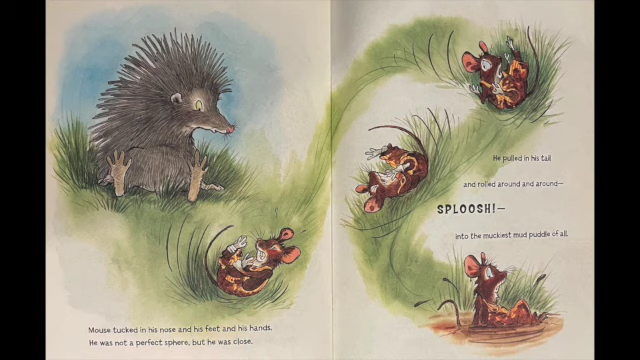 Mouse tucked in his nose and his feet and his hands.
He was not a perfect sphere, but he was close.
He pulled in his tail
and rolled around and around—
SPLOOSH!—
into the muckiest mud puddle of all.